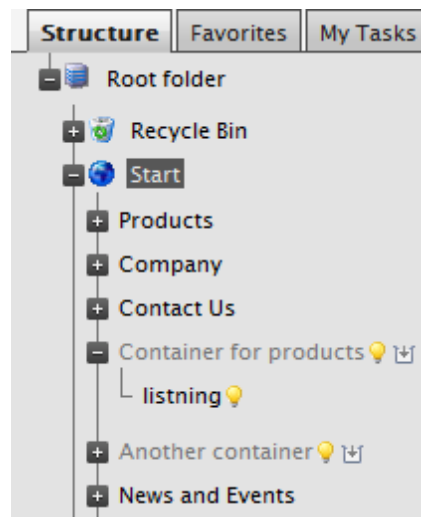 Structure Favorites My Tasks
Root folder
Recycle Bin
Start
Products
Company
Contact Us
Container for products
listning
Another container
News and Events